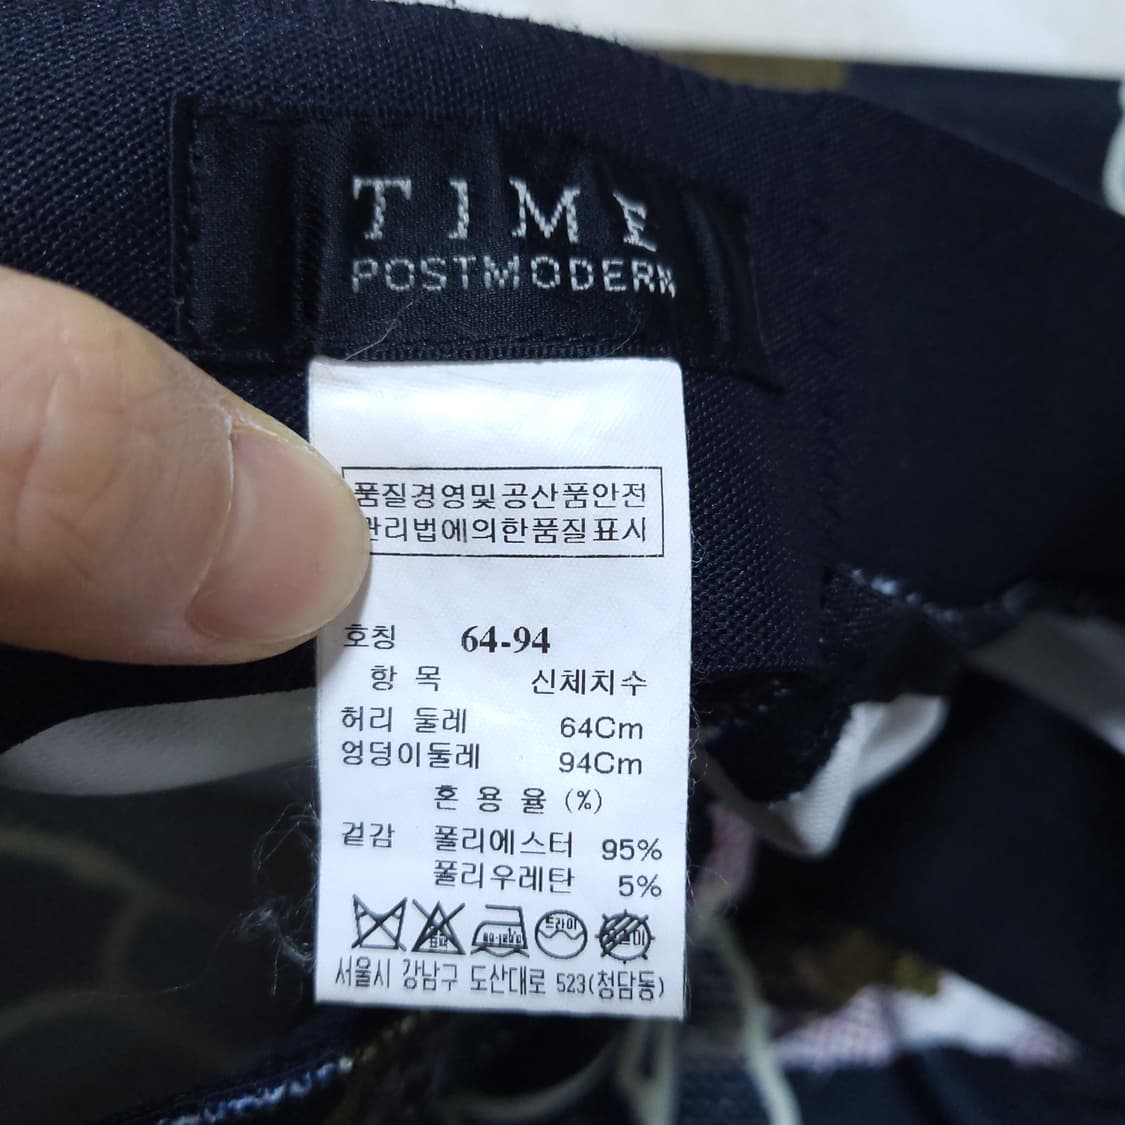 TIME
POSTMODERN
품질경영및공산품안전
관리법에의한품질표시
호칭 64-94
항 목 신체치수
허리 둘레 64Cm
엉덩이둘레 94Cm
혼 용 율 (%)
겉감 폴리에스터 95%
폴리우레탄 5%
드라이
서울시 강남구 도산대로 523(청담동)